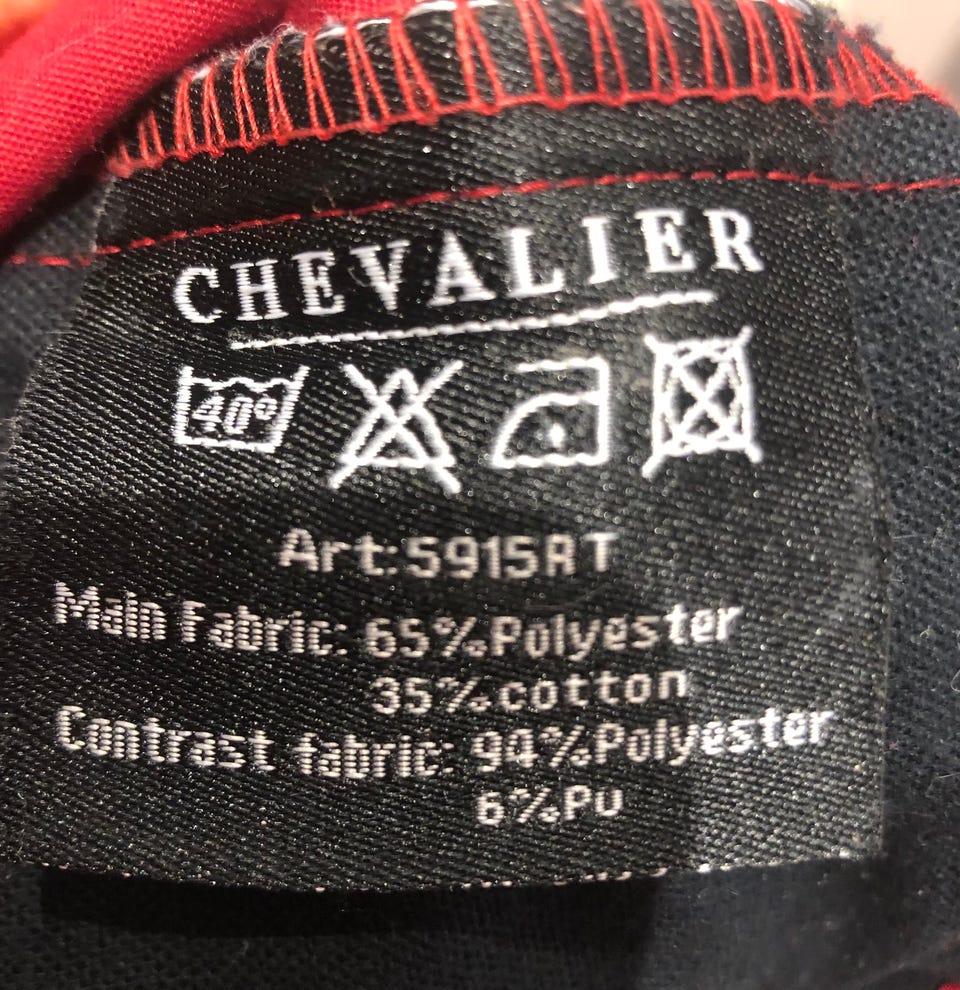 CHEVALIER
40°
Art:5915RT
Main Fabric: 65%Polyester
35%cotton
Contrast fabric: 94%Polyester
6%Pu